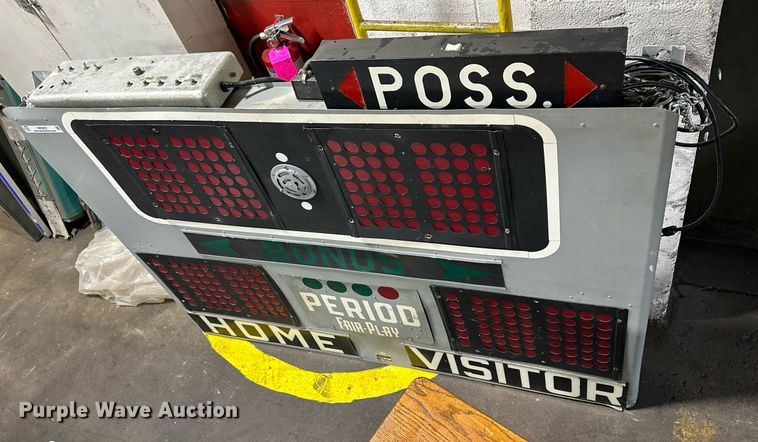 POSS.
BONUS
PERIOD
FAIR-PLAY
HOME
VISITOR
Purple Wave Auction